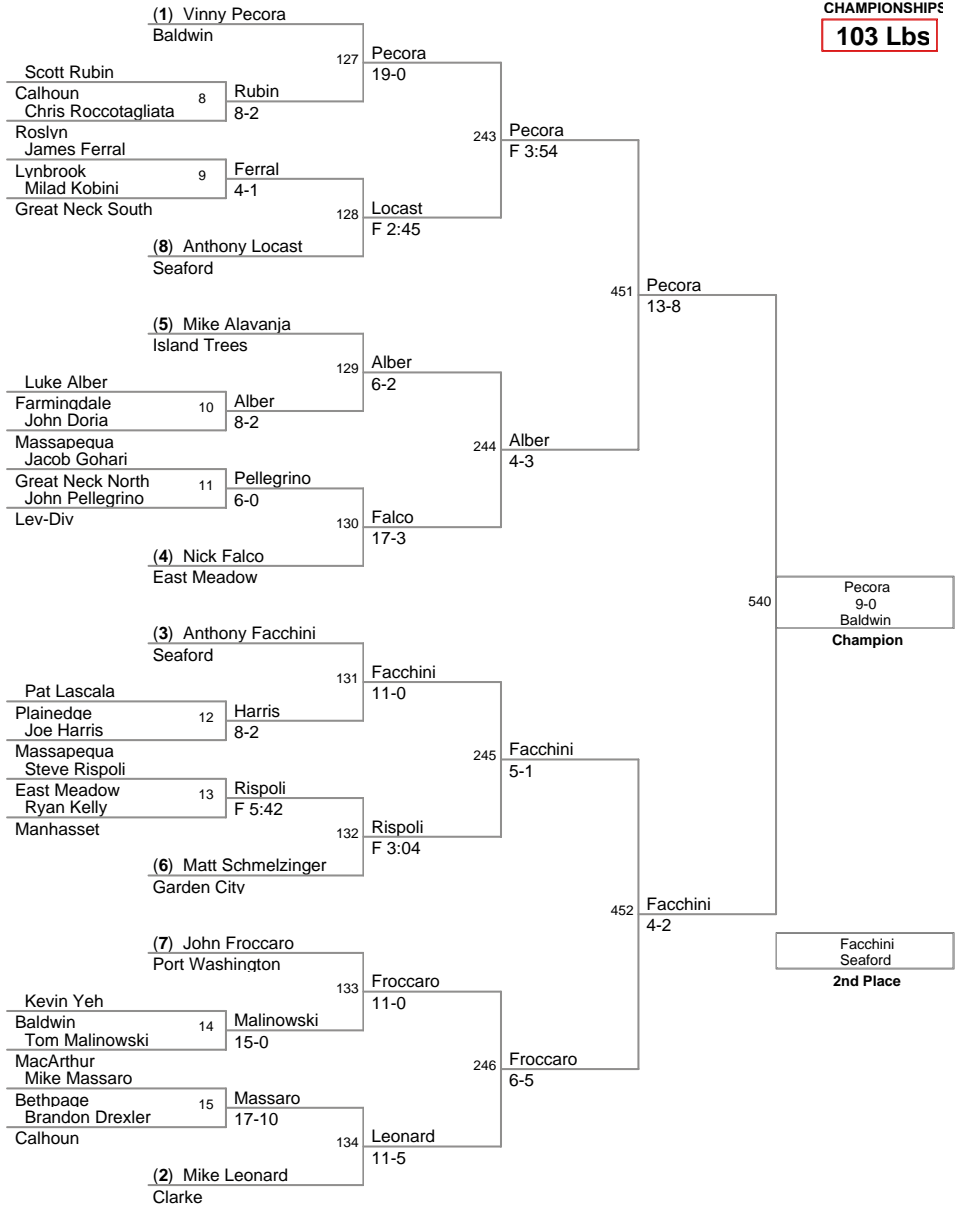 CHAMPIONSHIPS
103 Lbs
(1) Vinny Pecora
Baldwin
127
Pecora
19-0
Scott Rubin
Calhoun
8
Rubin
8-2
Chris Roccotagliata
Roslyn
243
Pecora
F 3:54
James Ferral
Lynbrook
9
Ferral
4-1
Milad Kobini
Great Neck South
128
Locast
F 2:45
(8) Anthony Locast
Seaford
451
Pecora
13-8
(5) Mike Alavanja
Island Trees
129
Alber
6-2
Luke Alber
Farmingdale
10
Alber
8-2
John Doria
Massapequa
244
Alber
4-3
Jacob Gohari
Great Neck North
11
Pellegrino
6-0
John Pellegrino
Lev-Div
130
Falco
17-3
(4) Nick Falco
East Meadow
540
Pecora
9-0
Baldwin
Champion
(3) Anthony Facchini
Seaford
131
Facchini
11-0
Pat Lascala
Plainedge
12
Harris
8-2
Joe Harris
Massapequa
245
Facchini
5-1
Steve Rispoli
East Meadow
13
Rispoli
F 5:42
Ryan Kelly
Manhasset
132
Rispoli
F 3:04
(6) Matt Schmelzinger
Garden City
452
Facchini
4-2
(7) John Froccaro
Port Washington
Facchini
Seaford
2nd Place
133
Froccaro
11-0
Kevin Yeh
Baldwin
14
Malinowski
15-0
Tom Malinowski
MacArthur
246
Froccaro
6-5
Mike Massaro
Bethpage
15
Massaro
17-10
Brandon Drexler
Calhoun
134
Leonard
11-5
(2) Mike Leonard
Clarke